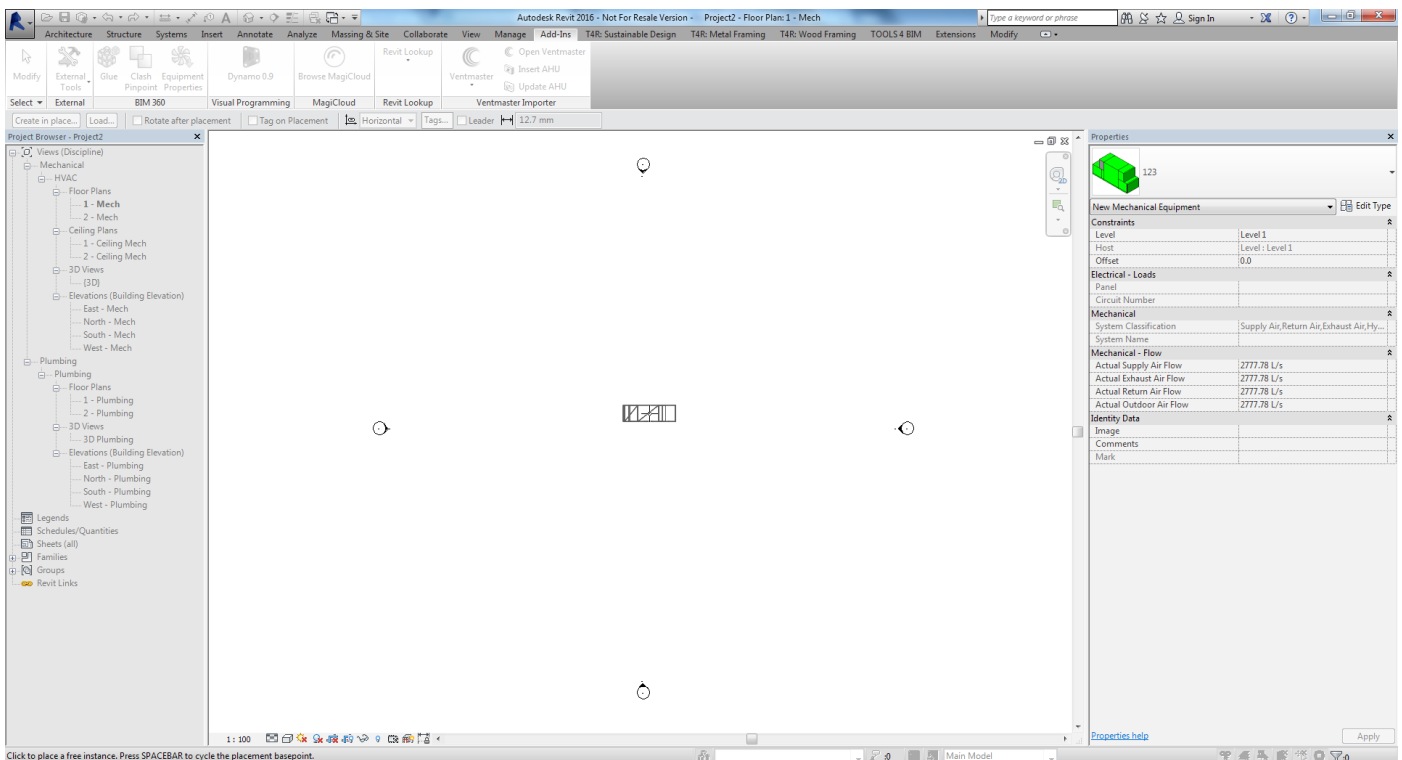 Autodesk Revit 2016 - Not For Resale Version - Project2 - Floor Plan: 1 - Mech
Type a keyword or phrase
Sign In
Architecture Structure Systems Insert Annotate Analyze Massing & Site Collaborate View Manage Add-Ins T4R: Sustainable Design T4R: Metal Framing T4R: Wood Framing TOOLS 4 BIM Extensions Modify
Modify
External Tools
Glue
Clash Pinpoint
Equipment Properties
Dynamo 0.9
Browse MagiCloud
Revit Lookup
Ventmaster
Open Ventmaster
Insert AHU
Update AHU
Select External BIM 360 Visual Programming MagiCloud Revit Lookup Ventmaster Importer
Create in place... Load... Rotate after placement Tag on Placement Horizontal Tags... Leader 12.7 mm
Project Browser - Project2
Views (Discipline)
Mechanical
HVAC
Floor Plans
1 - Mech
2 - Mech
Ceiling Plans
1 - Ceiling Mech
2 - Ceiling Mech
3D Views
{3D}
Elevations (Building Elevation)
East - Mech
North - Mech
South - Mech
West - Mech
Plumbing
Plumbing
Floor Plans
1 - Plumbing
2 - Plumbing
3D Views
3D Plumbing
Elevations (Building Elevation)
East - Plumbing
North - Plumbing
South - Plumbing
West - Plumbing
Legends
Schedules/Quantities
Sheets (all)
Families
Groups
Revit Links
2D
1 : 100
Properties
123
New Mechanical Equipment Edit Type
Constraints
Level Level 1
Host Level : Level 1
Offset 0.0
Electrical - Loads
Panel
Circuit Number
Mechanical
System Classification Supply Air,Return Air,Exhaust Air,Hy...
System Name
Mechanical - Flow
Actual Supply Air Flow 2777.78 L/s
Actual Exhaust Air Flow 2777.78 L/s
Actual Return Air Flow 2777.78 L/s
Actual Outdoor Air Flow 2777.78 L/s
Identity Data
Image
Comments
Mark
Properties help Apply
Click to place a free instance. Press SPACEBAR to cycle the placement basepoint.
:0 Main Model :0